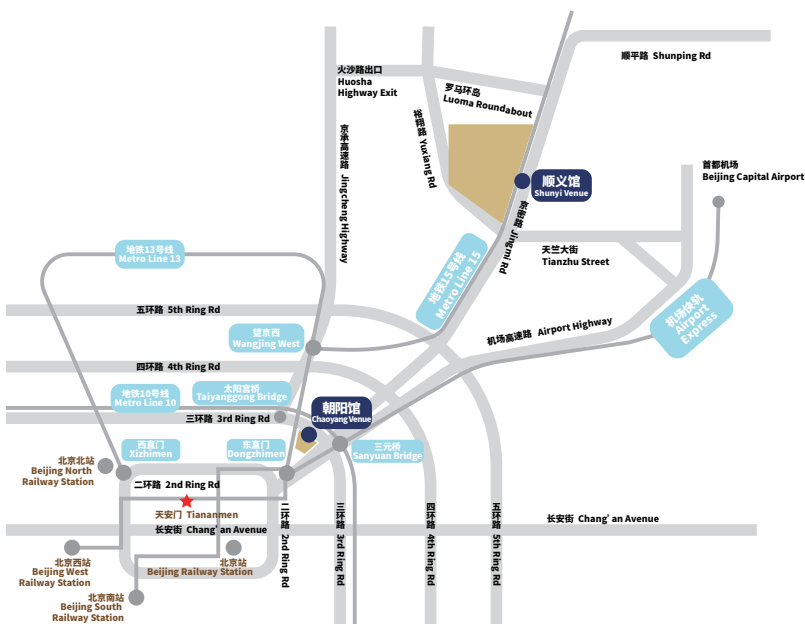 顺平路 Shunping Rd
火沙路出口
Huosha
Highway Exit
罗马环岛
Luoma Roundabout
裕翔路 Yuxiang Rd
京承高速路 Jingcheng Highway
首都机场
Beijing Capital Airport
顺义馆
Shunyi Venue
京密路 Jingmi Rd
天竺大街
Tianzhu Street
地铁13号线
Metro Line 13
地铁15号线
Metro Line 15
机场快轨
Airport
Express
五环路 5th Ring Rd
望京西
Wangjing West
机场高速路 Airport Highway
四环路 4th Ring Rd
地铁10号线
Metro Line 10
太阳宫桥
Taiyanggong Bridge
朝阳馆
Chaoyang Venue
三环路 3rd Ring Rd
西直门
Xizhimen
东直门
Dongzhimen
三元桥
Sanyuan Bridge
北京北站
Beijing North
Railway Station
二环路 2nd Ring Rd
天安门 Tiananmen
长安街 Chang' an Avenue
长安街 Chang' an Avenue
二环路 2nd Ring Rd
三环路 3rd Ring Rd
四环路 4th Ring Rd
五环路 5th Ring Rd
北京西站
Beijing West
Railway Station
北京站
Beijing Railway Station
北京南站
Beijing South
Railway Station